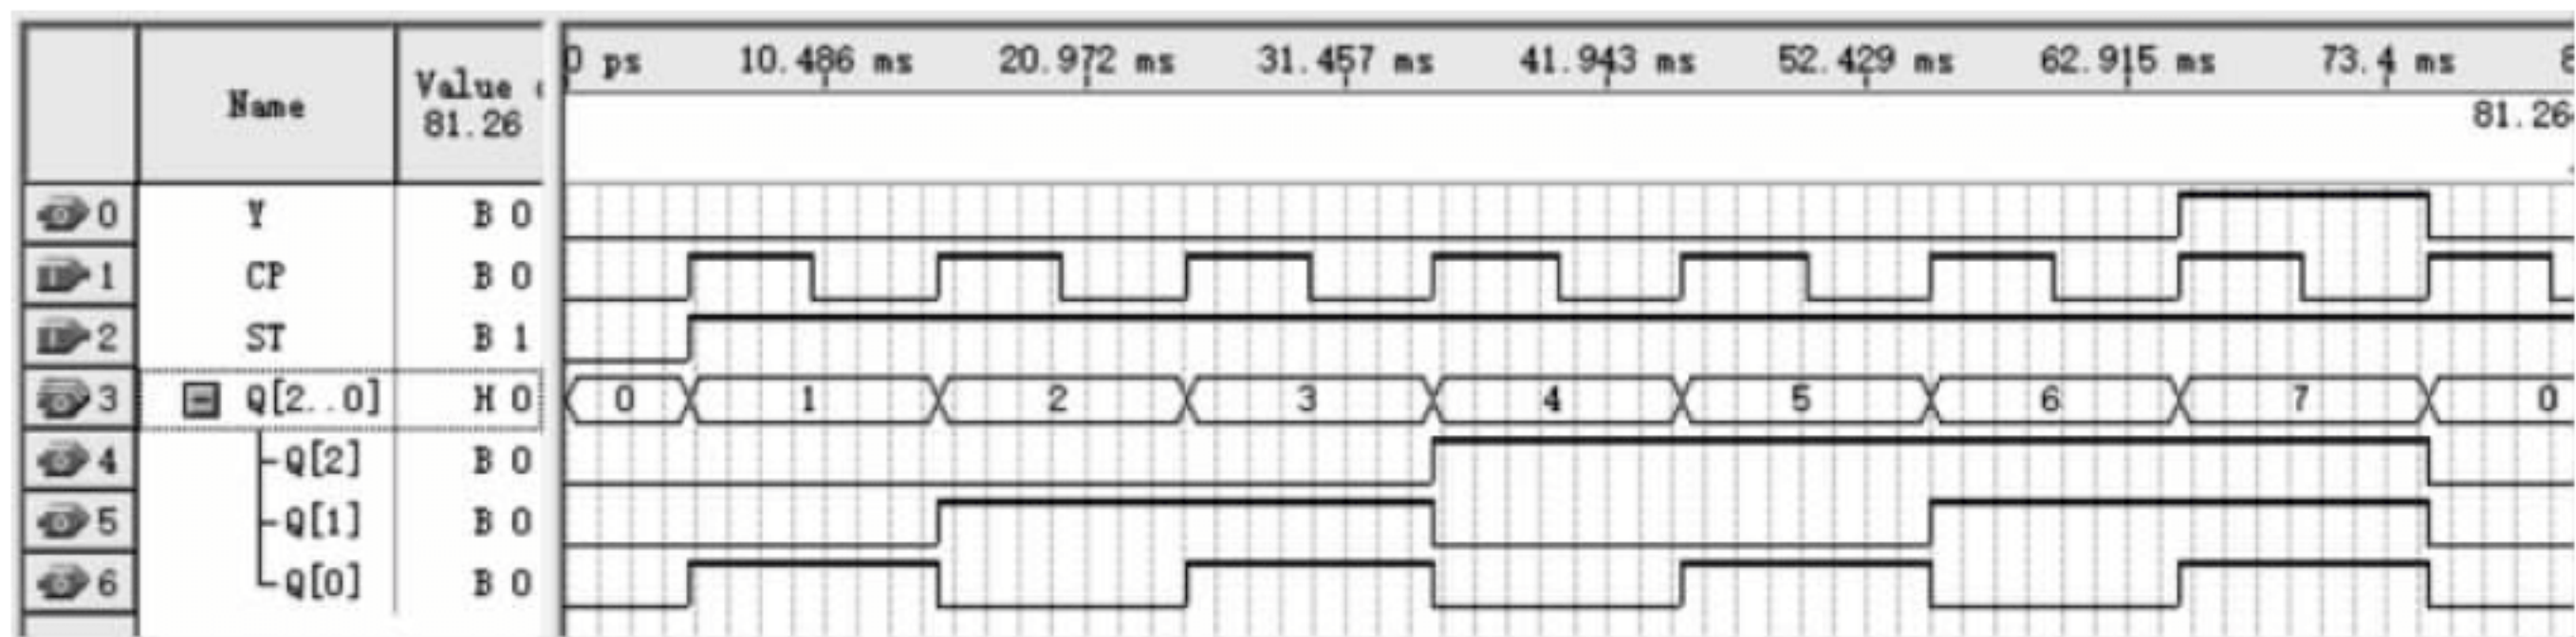 Name
Value
81.26
0 ps
10.486 ms
20.972 ms
31.457 ms
41.943 ms
52.429 ms
62.915 ms
73.4 ms
81.26
0 Y B 0
1 CP B 0
2 ST B 1
3 Q[2..0] H 0 0 1 2 3 4 5 6 7 0
4 Q[2] B 0
5 Q[1] B 0
6 Q[0] B 0